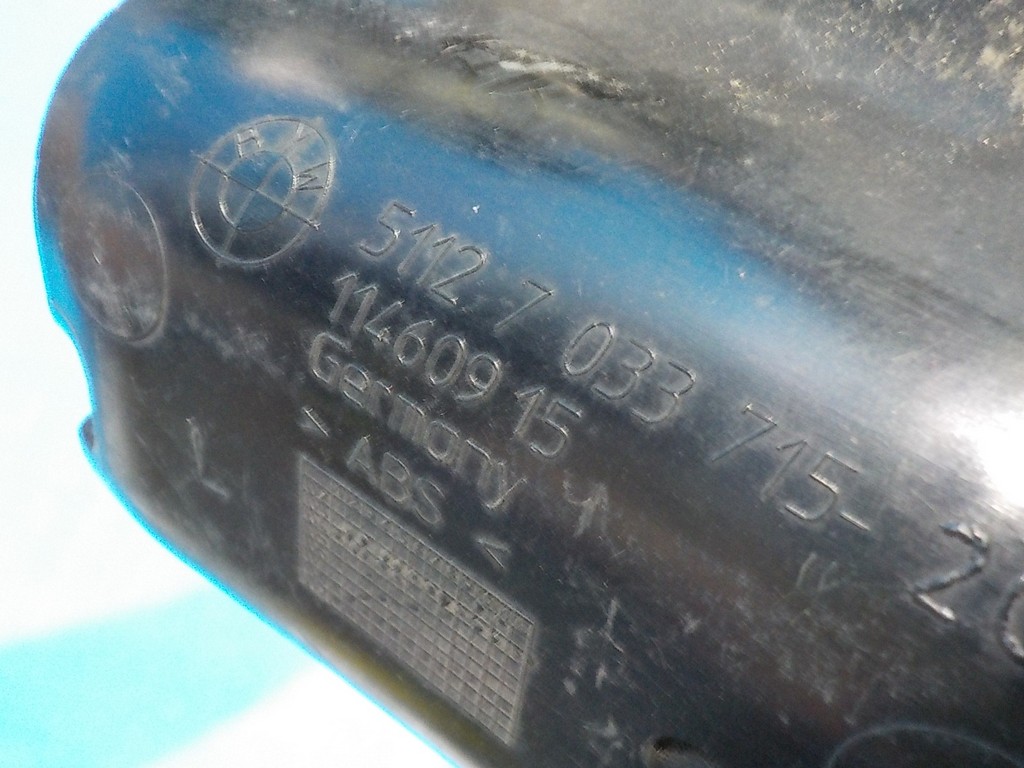 BMW
5112 7 033 715-
114609 15
Germany
> ABS <
L